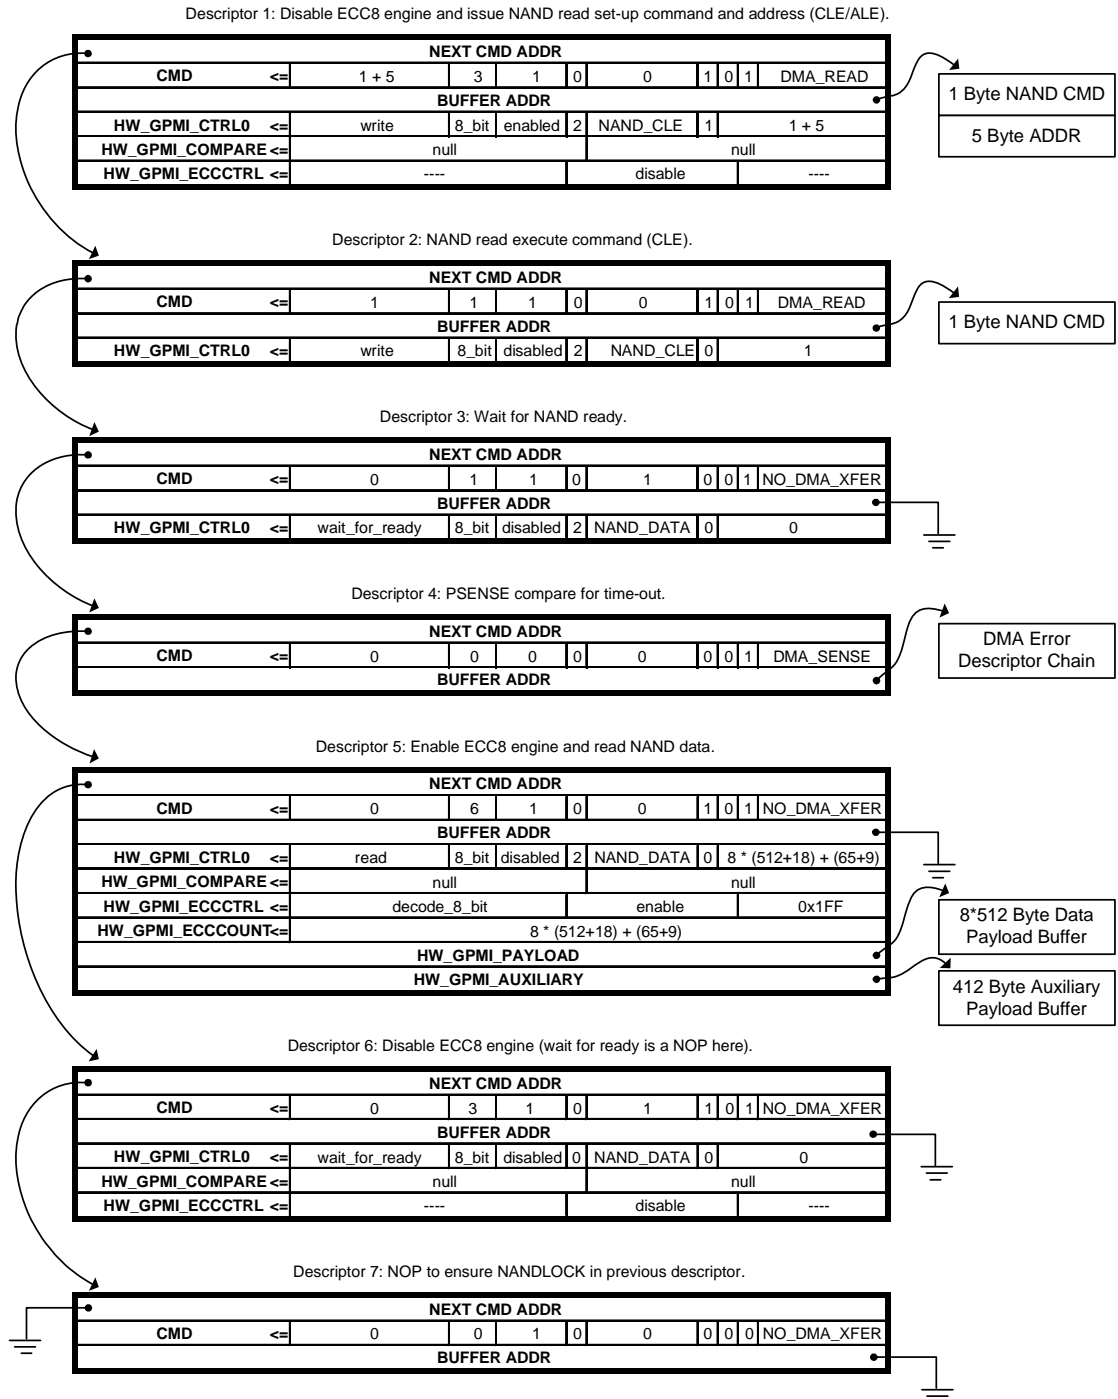 Descriptor 1: Disable ECC8 engine and issue NAND read set-up command and address (CLE/ALE).
NEXT CMD ADDR
CMD <= 1 + 5 3 1 0 0 1 0 1 DMA_READ
BUFFER ADDR
HW_GPMI_CTRL0 <= write 8_bit enabled 2 NAND_CLE 1 1 + 5
HW_GPMI_COMPARE <= null null
HW_GPMI_ECCCTRL <= ---- disable ----
1 Byte NAND CMD
5 Byte ADDR
Descriptor 2: NAND read execute command (CLE).
NEXT CMD ADDR
CMD <= 1 1 1 0 0 1 0 1 DMA_READ
BUFFER ADDR
HW_GPMI_CTRL0 <= write 8_bit disabled 2 NAND_CLE 0 1
1 Byte NAND CMD
Descriptor 3: Wait for NAND ready.
NEXT CMD ADDR
CMD <= 0 1 1 0 1 0 0 1 NO_DMA_XFER
BUFFER ADDR
HW_GPMI_CTRL0 <= wait_for_ready 8_bit disabled 2 NAND_DATA 0 0
Descriptor 4: PSENSE compare for time-out.
NEXT CMD ADDR
CMD <= 0 0 0 0 0 0 0 1 DMA_SENSE
BUFFER ADDR
DMA Error
Descriptor Chain
Descriptor 5: Enable ECC8 engine and read NAND data.
NEXT CMD ADDR
CMD <= 0 6 1 0 0 1 0 1 NO_DMA_XFER
BUFFER ADDR
HW_GPMI_CTRL0 <= read 8_bit disabled 2 NAND_DATA 0 8 * (512+18) + (65+9)
HW_GPMI_COMPARE <= null null
HW_GPMI_ECCCTRL <= decode_8_bit enable 0x1FF
HW_GPMI_ECCCOUNT<= 8 * (512+18) + (65+9)
HW_GPMI_PAYLOAD
HW_GPMI_AUXILIARY
8*512 Byte Data
Payload Buffer
412 Byte Auxiliary
Payload Buffer
Descriptor 6: Disable ECC8 engine (wait for ready is a NOP here).
NEXT CMD ADDR
CMD <= 0 3 1 0 1 1 0 1 NO_DMA_XFER
BUFFER ADDR
HW_GPMI_CTRL0 <= wait_for_ready 8_bit disabled 0 NAND_DATA 0 0
HW_GPMI_COMPARE <= null null
HW_GPMI_ECCCTRL <= ---- disable ----
Descriptor 7: NOP to ensure NANDLOCK in previous descriptor.
NEXT CMD ADDR
CMD <= 0 0 1 0 0 0 0 0 NO_DMA_XFER
BUFFER ADDR